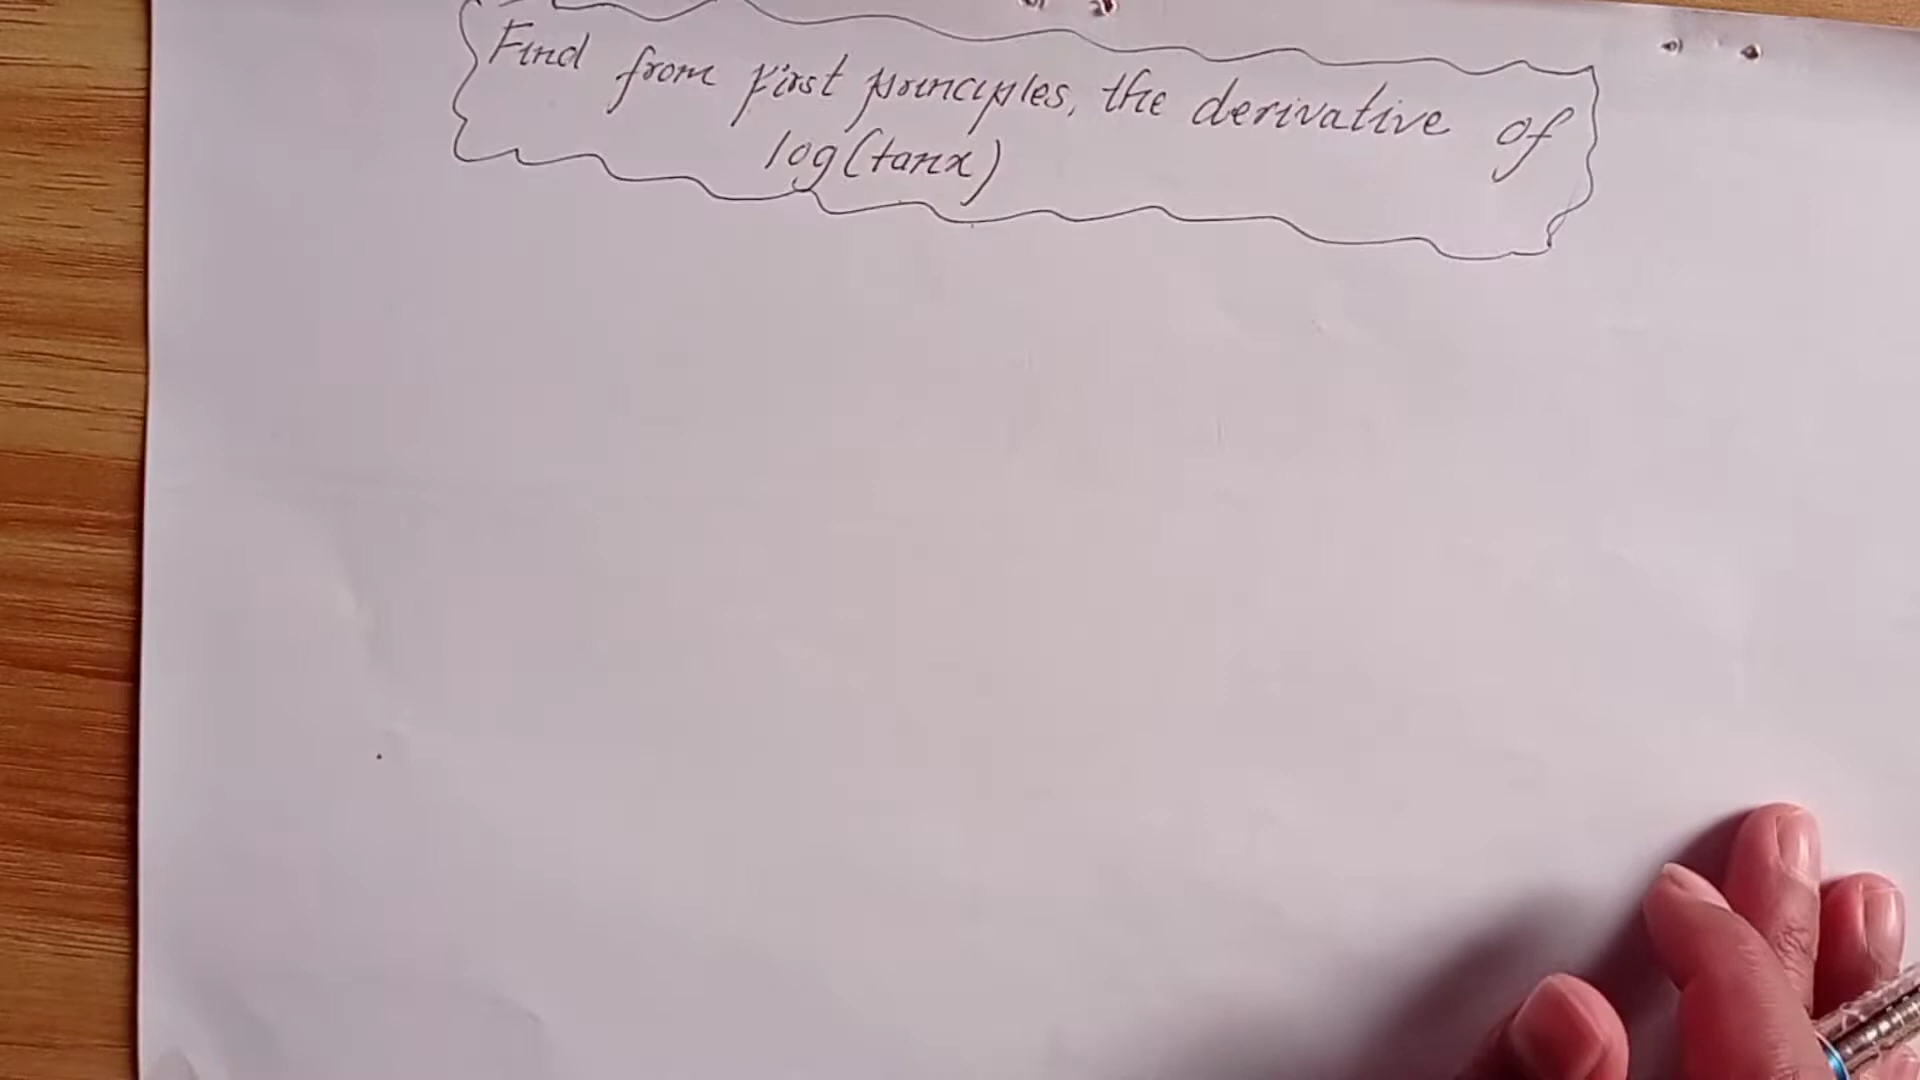 Find from first principles, the derivative of
log(tanx)